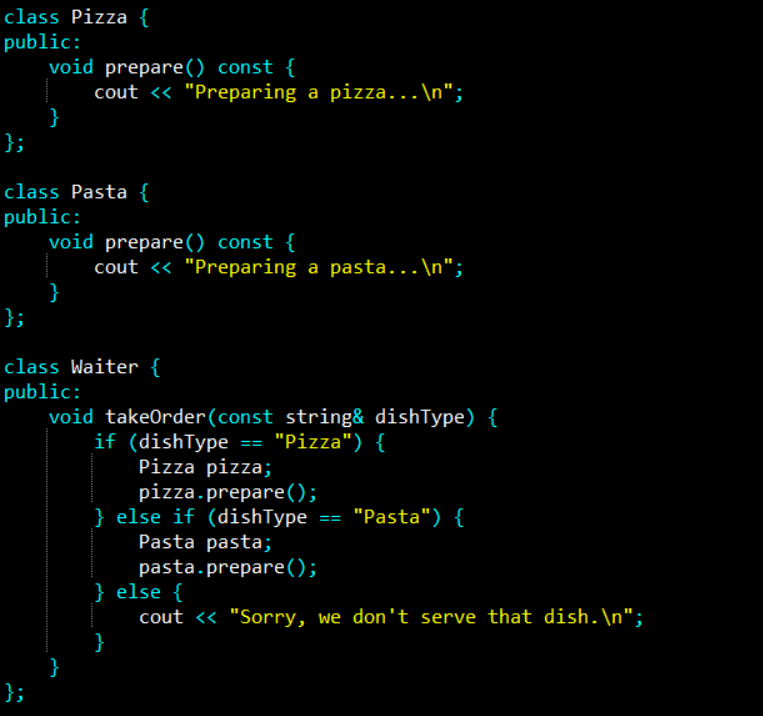 class Pizza {
public:
    void prepare() const {
        cout << "Preparing a pizza...\n";
    }
};

class Pasta {
public:
    void prepare() const {
        cout << "Preparing a pasta...\n";
    }
};

class Waiter {
public:
    void takeOrder(const string& dishType) {
        if (dishType == "Pizza") {
            Pizza pizza;
            pizza.prepare();
        } else if (dishType == "Pasta") {
            Pasta pasta;
            pasta.prepare();
        } else {
            cout << "Sorry, we don't serve that dish.\n";
        }
    }
};